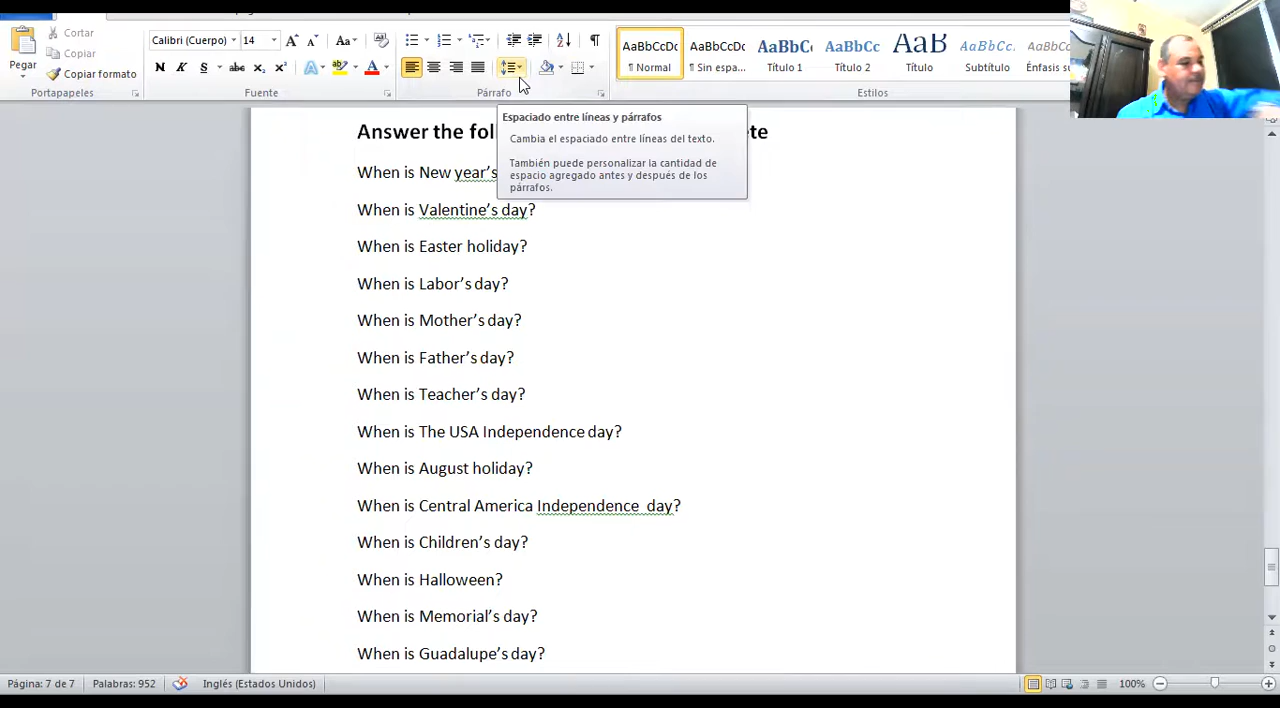 Cortar
Copiar
Copiar formato
Pegar
Portapapeles
Calibri (Cuerpo) 14
Aa
N K S abc x₂ x²
A A
Fuente
Párrafo
AaBbCcDc
¶ Normal
AaBbCcDc
¶ Sin espa...
AaBbC
Título 1
AaBbCc
Título 2
AaB
Título
AaBbCc
Subtítulo
AaBbCcD
Énfasis s
Estilos
Espaciado entre líneas y párrafos
Cambia el espaciado entre líneas del texto.
También puede personalizar la cantidad de
espacio agregado antes y después de los
párrafos.
Answer the fol
te
When is New year’s
When is Valentine’s day?
When is Easter holiday?
When is Labor’s day?
When is Mother’s day?
When is Father’s day?
When is Teacher’s day?
When is The USA Independence day?
When is August holiday?
When is Central America Independence day?
When is Children’s day?
When is Halloween?
When is Memorial’s day?
When is Guadalupe’s day?
Página: 7 de 7 Palabras: 952 Inglés (Estados Unidos) 100%